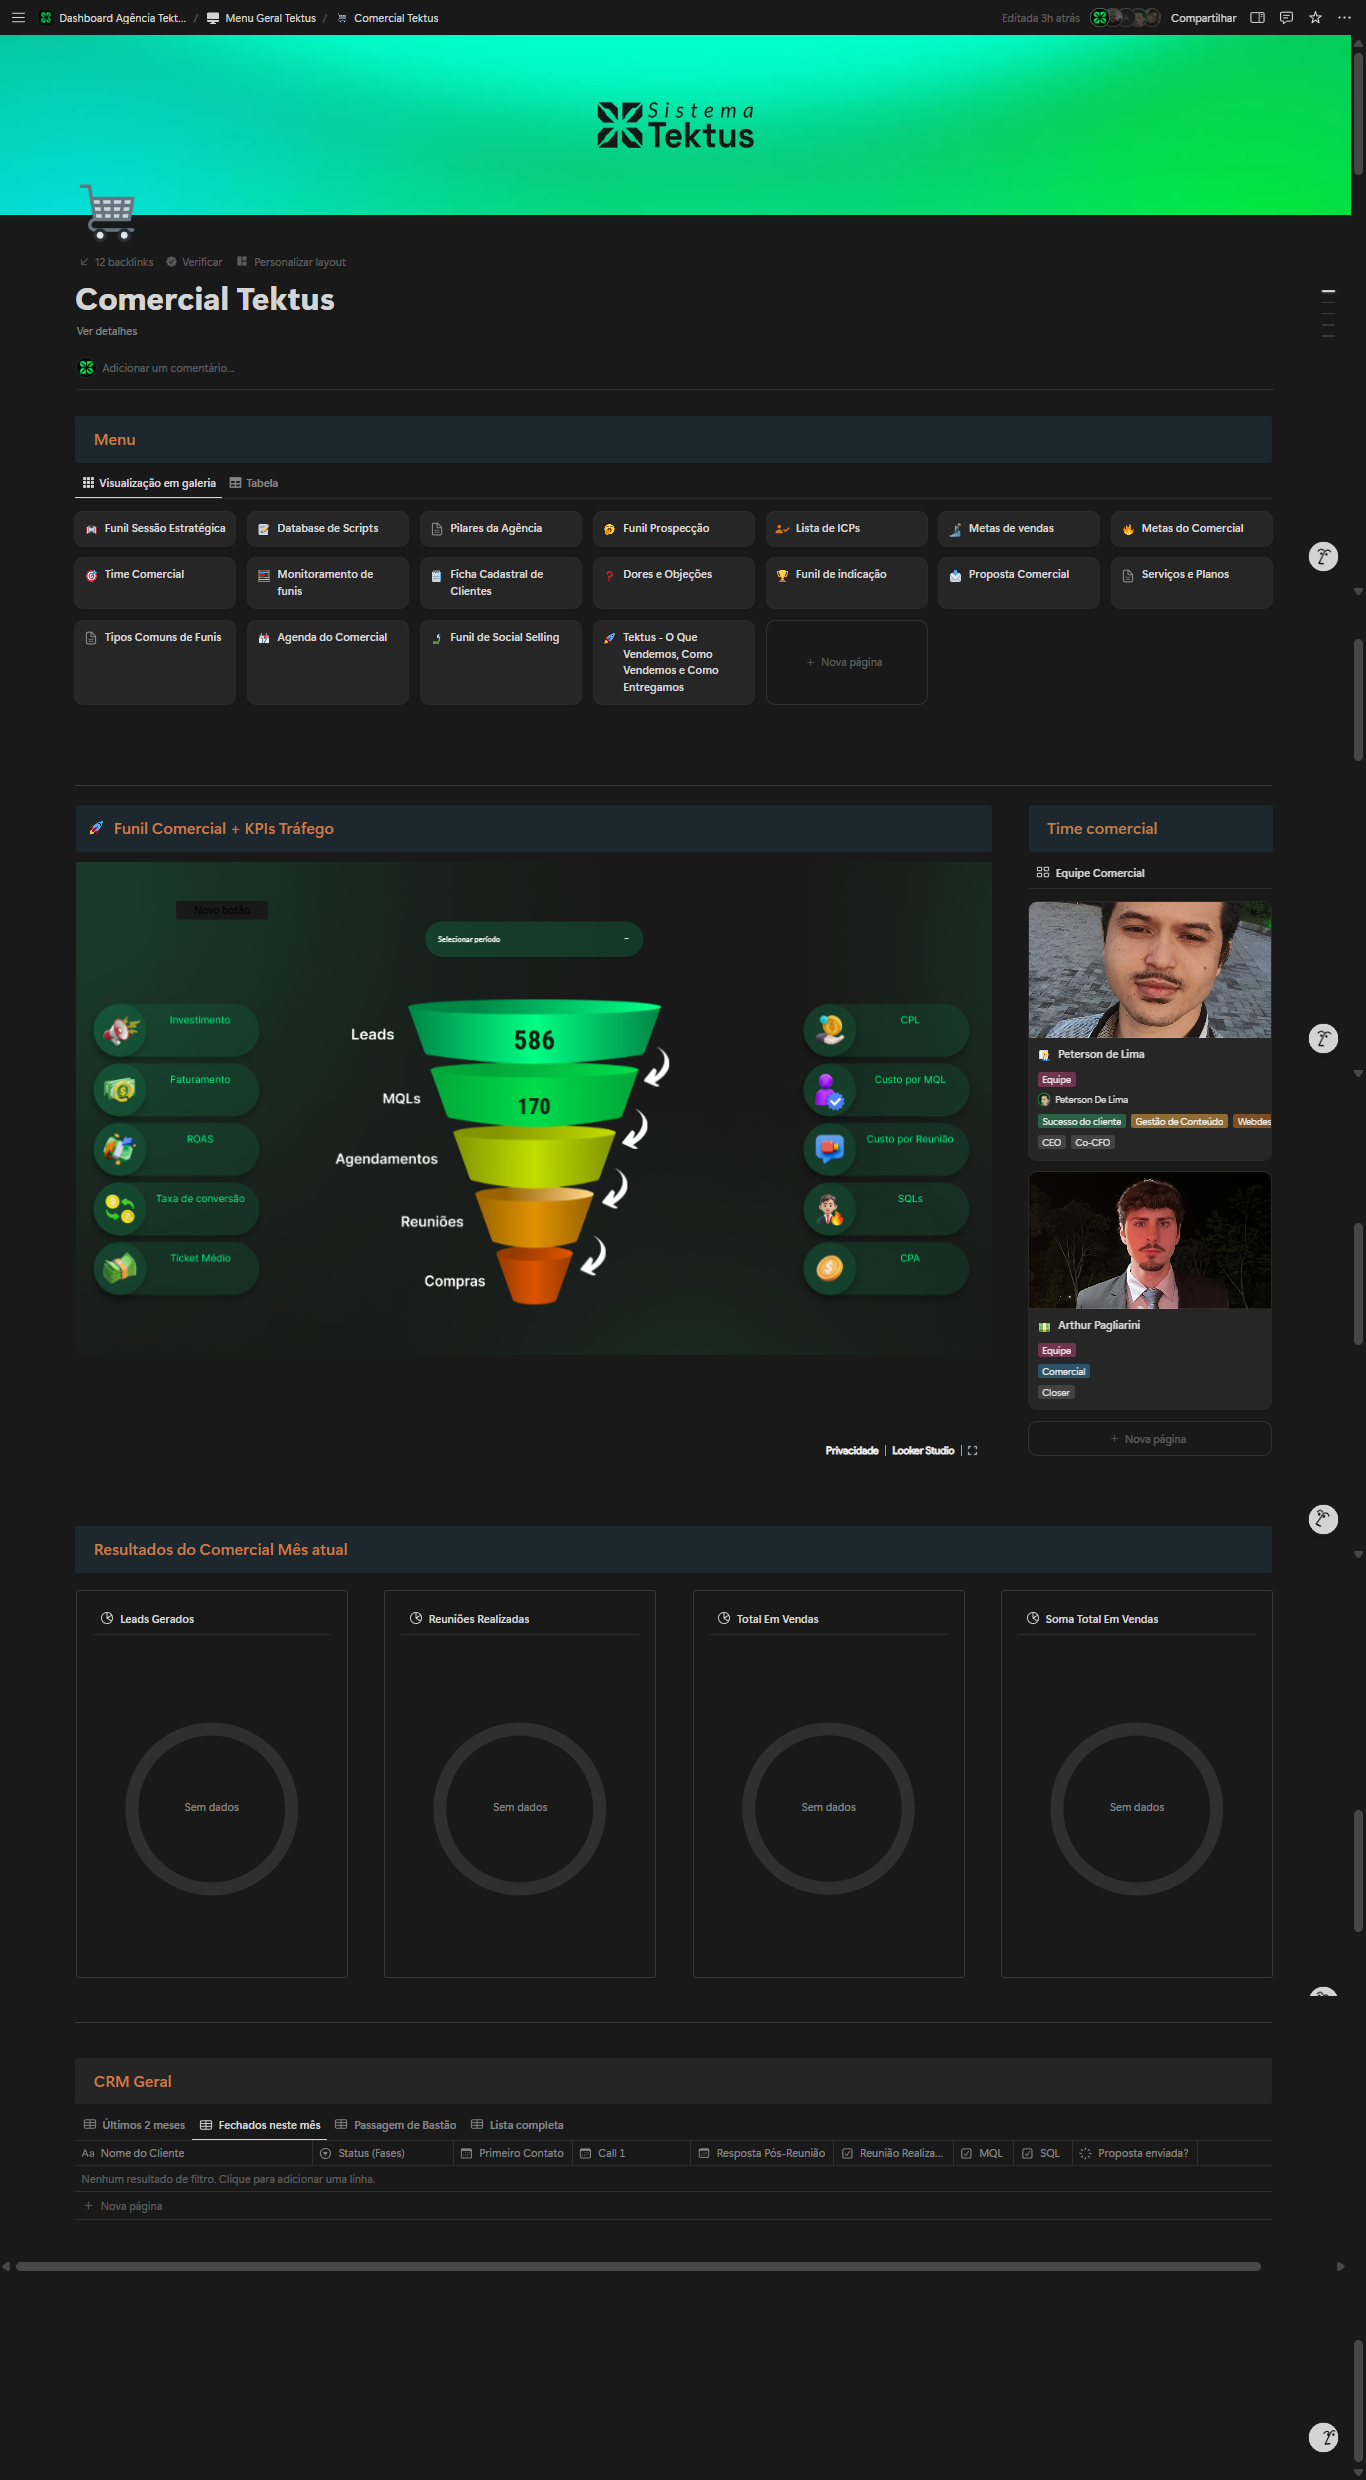 Dashboard Agência Tekt... / Menu Geral Tektus / Comercial Tektus
Editada 3h atrás
Compartilhar
Sistema
Tektus
12 backlinks
Verificar
Personalizar layout
Comercial Tektus
Ver detalhes
Adicionar um comentário...
Menu
Visualização em galeria
Tabela
Funil Sessão Estratégica
Database de Scripts
Pilares da Agência
Funil Prospecção
Lista de ICPs
Metas de vendas
Metas do Comercial
Time Comercial
Monitoramento de
funis
Ficha Cadastral de
Clientes
Dores e Objeções
Funil de indicação
Proposta Comercial
Serviços e Planos
Tipos Comuns de Funis
Agenda do Comercial
Funil de Social Selling
Tektus - O Que
Vendemos, Como
Vendemos e Como
Entregamos
+ Nova página
Funil Comercial + KPIs Tráfego
Novo botão
Selecionar período
Investimento
Faturamento
ROAS
Taxa de conversão
Ticket Médio
Leads
586
MQLs
170
Agendamentos
Reuniões
Compras
CPL
Custo por MQL
Custo por Reunião
SQLs
CPA
Privacidade | Looker Studio |
Time comercial
Equipe Comercial
Peterson de Lima
Equipe
Peterson De Lima
Sucesso do cliente
Gestão de Conteúdo
Webdes
CEO
Co-CFO
Arthur Pagliarini
Equipe
Comercial
Closer
+ Nova página
Resultados do Comercial Mês atual
Leads Gerados
Sem dados
Reuniões Realizadas
Sem dados
Total Em Vendas
Sem dados
Soma Total Em Vendas
Sem dados
CRM Geral
Últimos 2 meses
Fechados neste mês
Passagem de Bastão
Lista completa
Aa Nome do Cliente
Status (Fases)
Primeiro Contato
Call 1
Resposta Pós-Reunião
Reunião Realiza...
MQL
SQL
Proposta enviada?
Nenhum resultado de filtro. Clique para adicionar uma linha.
+ Nova página